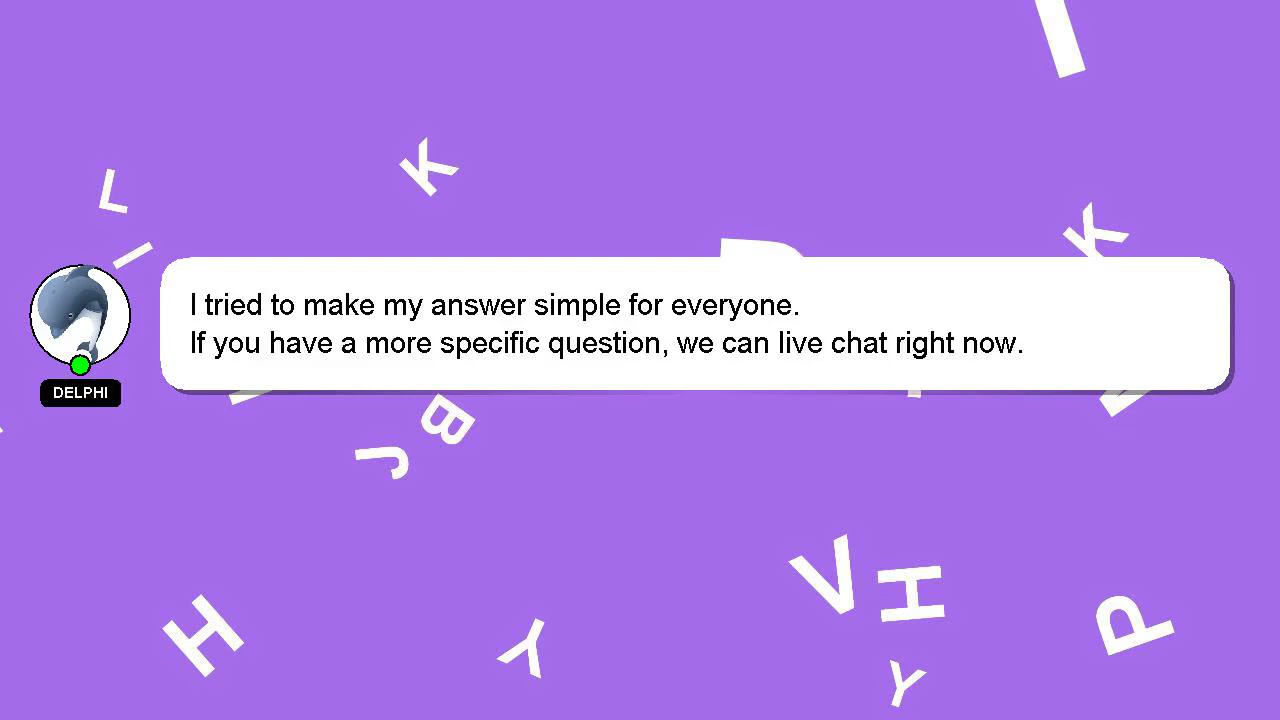 I
K
L
K
I
I tried to make my answer simple for everyone.
If you have a more specific question, we can live chat right now.
DELPHI
B
J
V
H
H
P
Y
Y